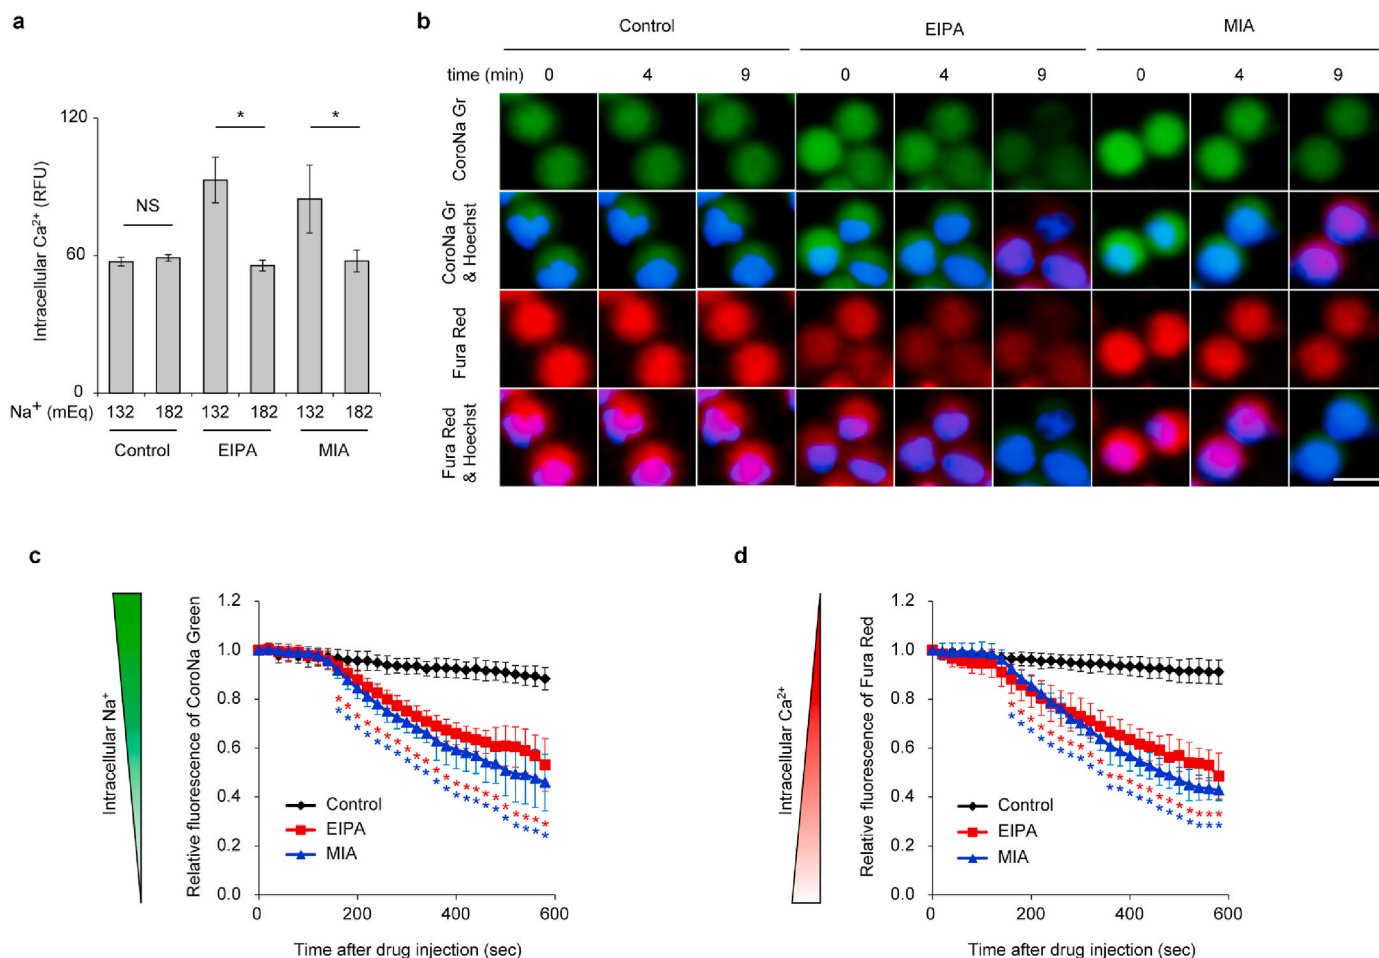 a
Intracellular Ca²⁺ (RFU)
120
60
0
NS
*
*
Na⁺ (mEq)
132 182 132 182 132 182
Control EIPA MIA
b
Control EIPA MIA
time (min) 0 4 9 0 4 9 0 4 9
CoroNa Gr
CoroNa Gr
& Hoechst
Fura Red
Fura Red
& Hoechst
c
Intracellular Na⁺
Relative fluorescence of CoroNa Green
1.2
1.0
0.8
0.6
0.4
0.2
0.0
Control
EIPA
MIA
0 200 400 600
Time after drug injection (sec)
d
Intracellular Ca²⁺
Relative fluorescence of Fura Red
1.2
1.0
0.8
0.6
0.4
0.2
0.0
Control
EIPA
MIA
0 200 400 600
Time after drug injection (sec)